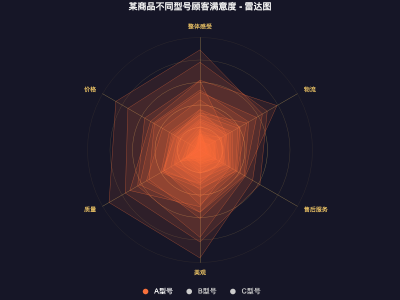 某商品不同型号顾客满意度 - 雷达图
整体感受
价格
物流
质量
售后服务
美观
A型号 B型号 C型号